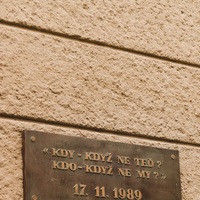 « KDY - KDYŽ NE TEĎ ?
KDO - KDYŽ NE MY ? »
17. 11. 1989